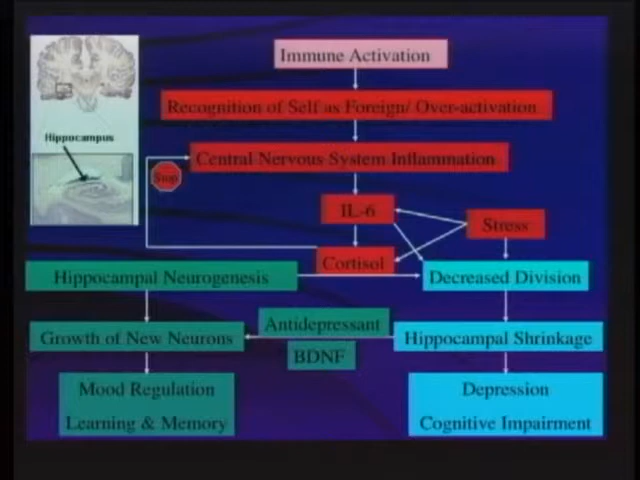 Immune Activation
Recognition of Self as Foreign/ Over-activation
Hippocampus
Central Nervous System Inflammation
Stop
IL-6
Stress
Cortisol
Hippocampal Neurogenesis
Decreased Division
Antidepressant
Growth of New Neurons
Hippocampal Shrinkage
BDNF
Mood Regulation
Learning & Memory
Depression
Cognitive Impairment